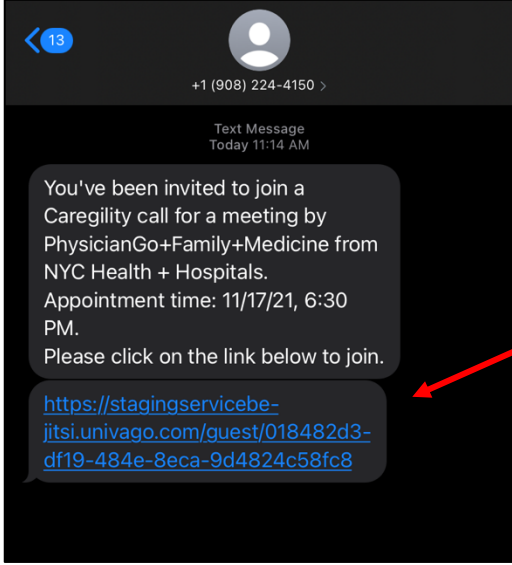 13
+1 (908) 224-4150 >
Text Message
Today 11:14 AM
You've been invited to join a
Caregility call for a meeting by
PhysicianGo+Family+Medicine from
NYC Health + Hospitals.
Appointment time: 11/17/21, 6:30
PM.
Please click on the link below to join.
https://stagingservicebe-
jitsi.univago.com/guest/018482d3-
df19-484e-8eca-9d4824c58fc8